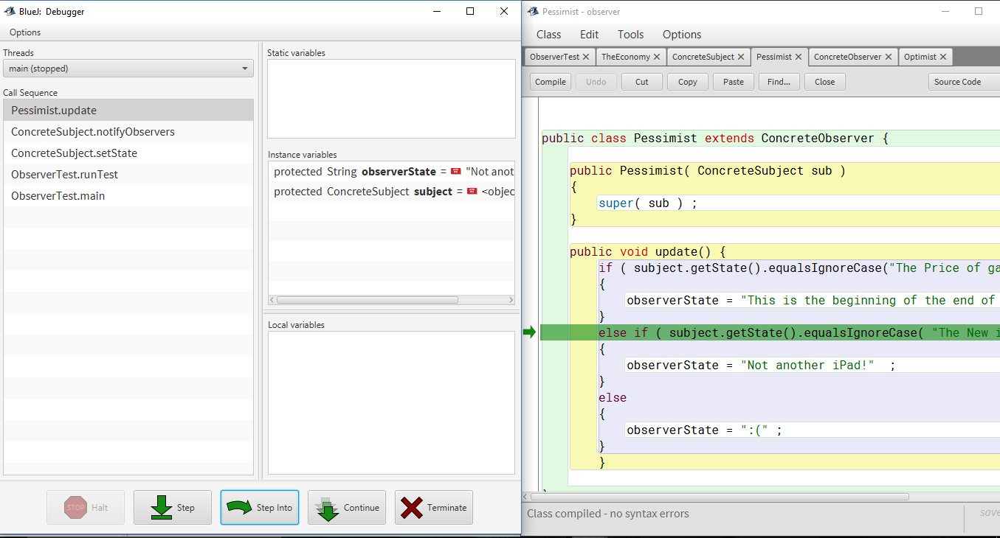 BlueJ: Debugger
Options
Threads
main (stopped)
Call Sequence
Pessimist.update
ConcreteSubject.notifyObservers
ConcreteSubject.setState
ObserverTest.runTest
ObserverTest.main
Static variables
Instance variables
protected String observerState = "Not anot
protected ConcreteSubject subject = <objec
Local variables
STOP Halt
Step
Step Into
Continue
Terminate
Pessimist - observer
Class Edit Tools Options
ObserverTest TheEconomy ConcreteSubject Pessimist ConcreteObserver Optimist
Compile Undo Cut Copy Paste Find... Close Source Code
public class Pessimist extends ConcreteObserver {
public Pessimist( ConcreteSubject sub )
{
super( sub ) ;
}
public void update() {
if ( subject.getState().equalsIgnoreCase("The Price of ga
{
observerState = "This is the beginning of the end of
}
else if ( subject.getState().equalsIgnoreCase( "The New i
{
observerState = "Not another iPad!" ;
}
else
{
observerState = ":(" ;
}
}
Class compiled - no syntax errors
save